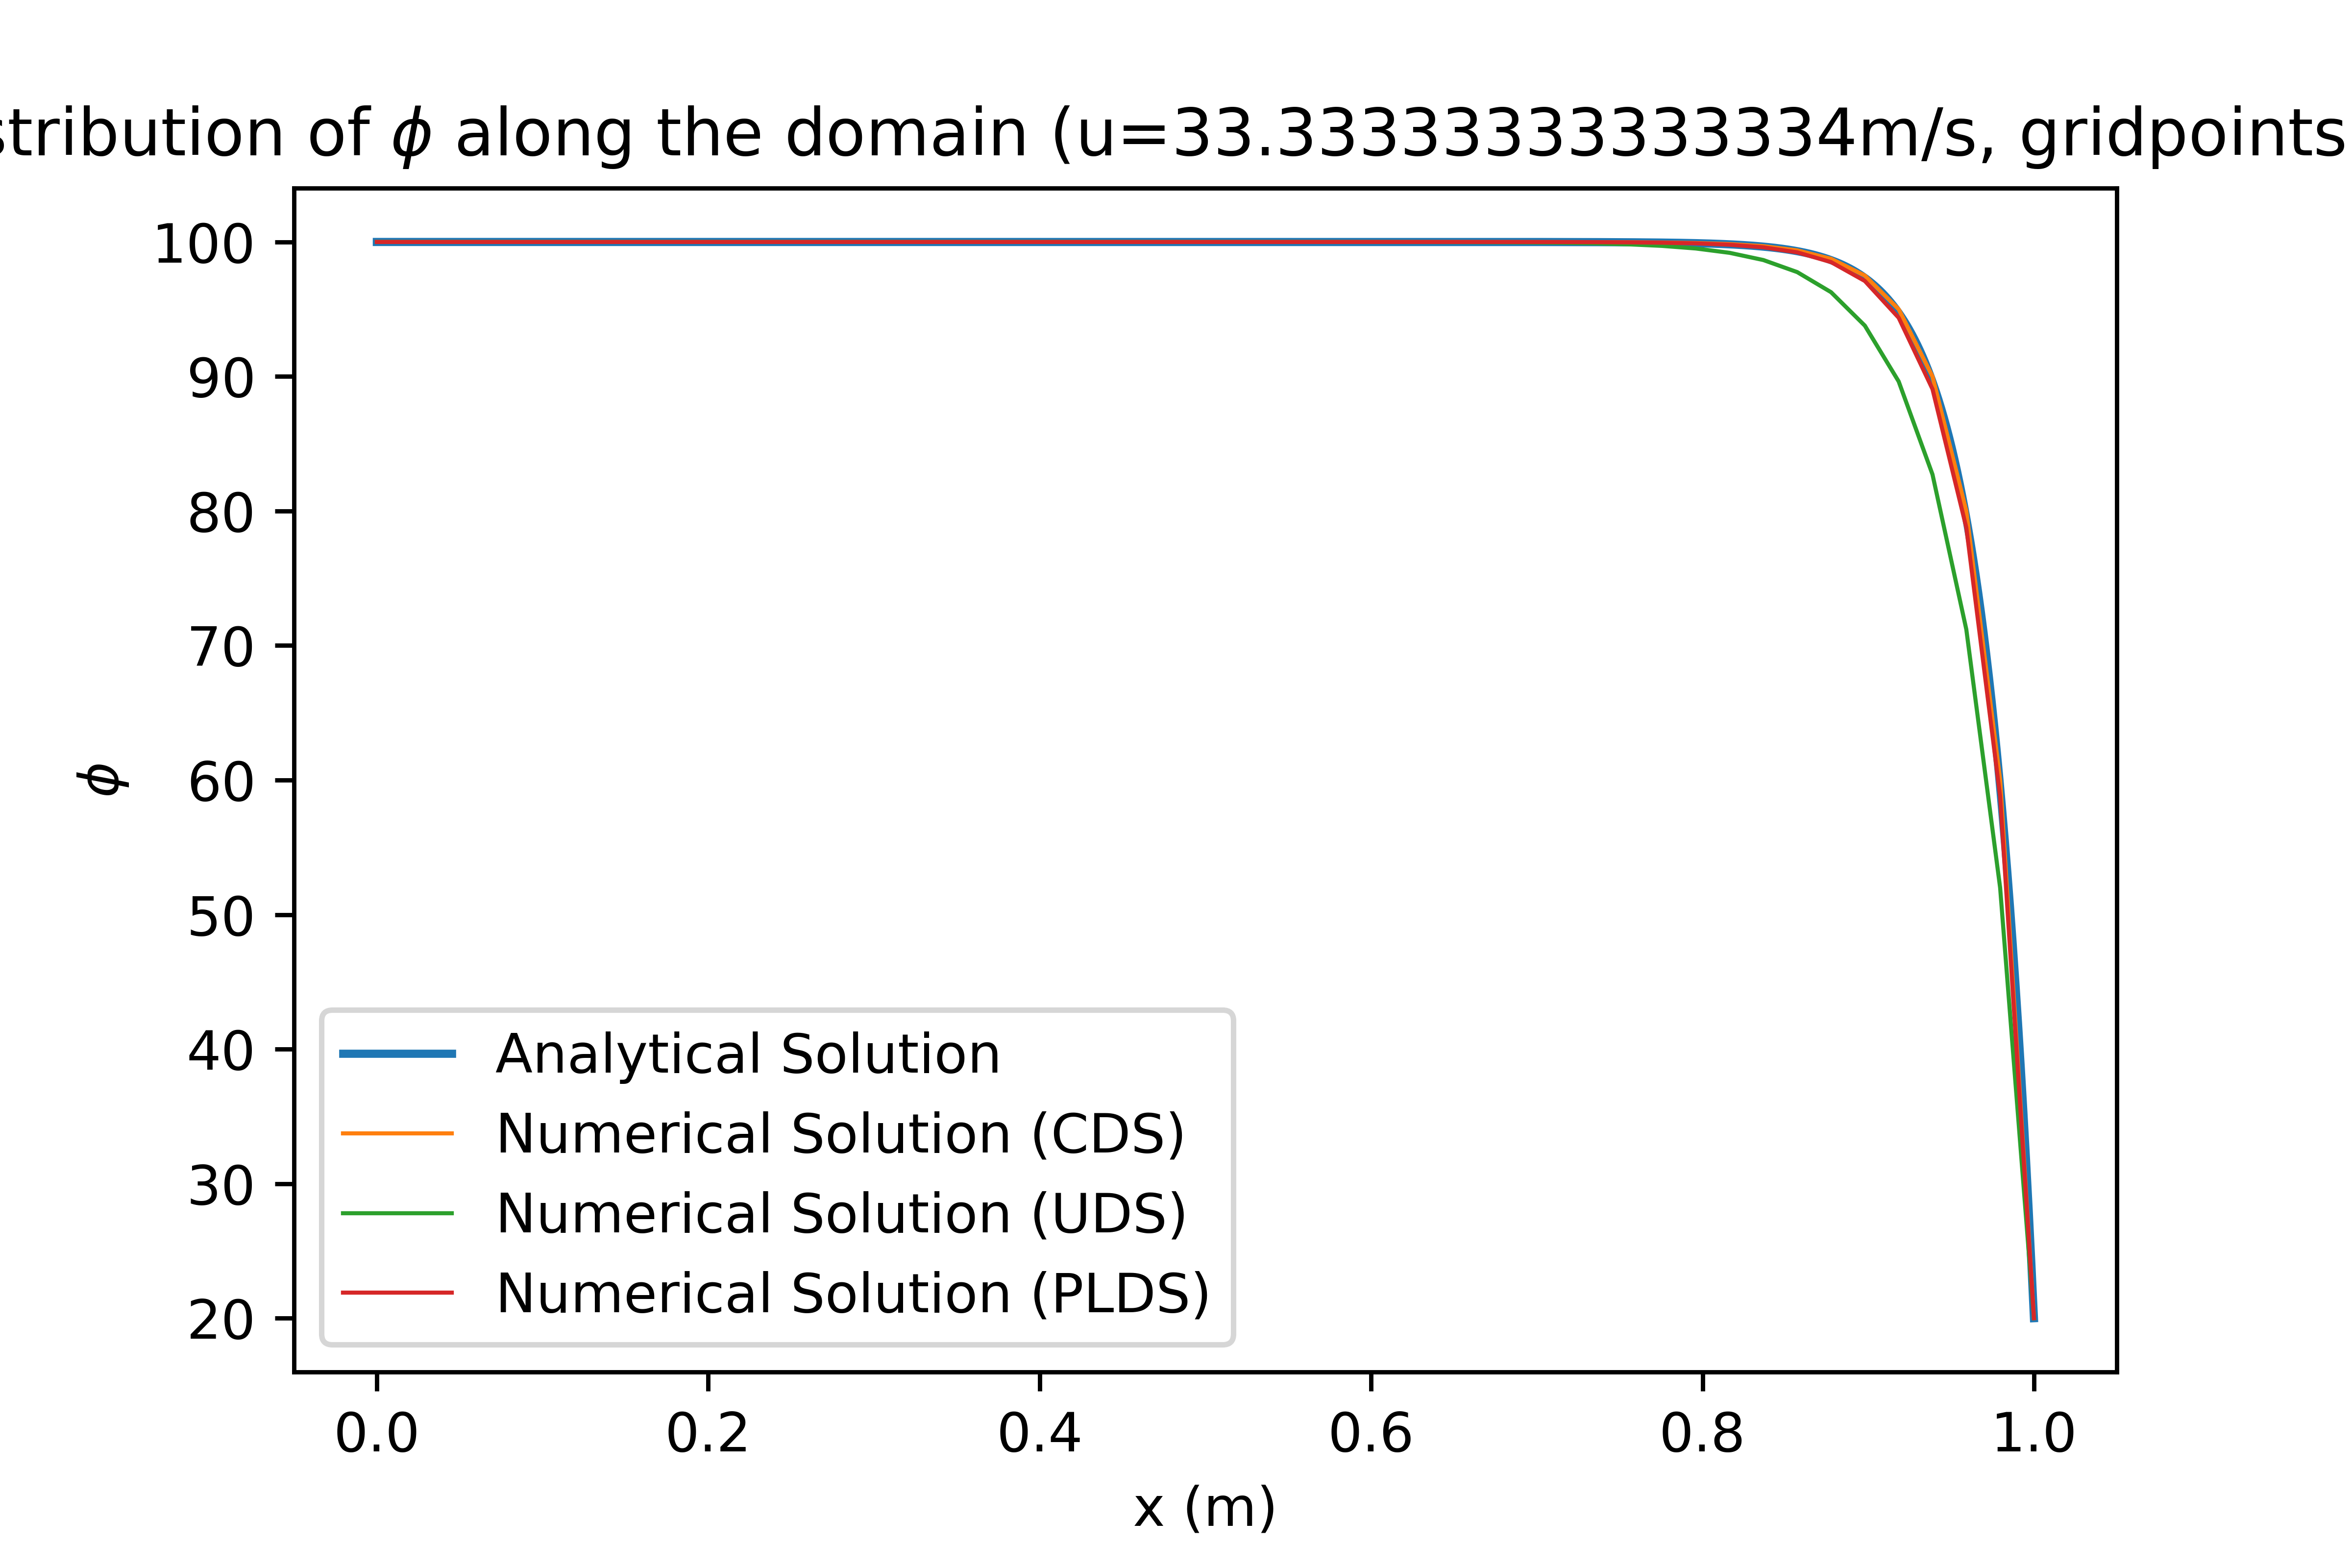 stribution of ϕ along the domain (u=33.333333333333334m/s, gridpoints
100
90
80
70
60
50
40
30
20
ϕ
Analytical Solution
Numerical Solution (CDS)
Numerical Solution (UDS)
Numerical Solution (PLDS)
0.0 0.2 0.4 0.6 0.8 1.0
x (m)